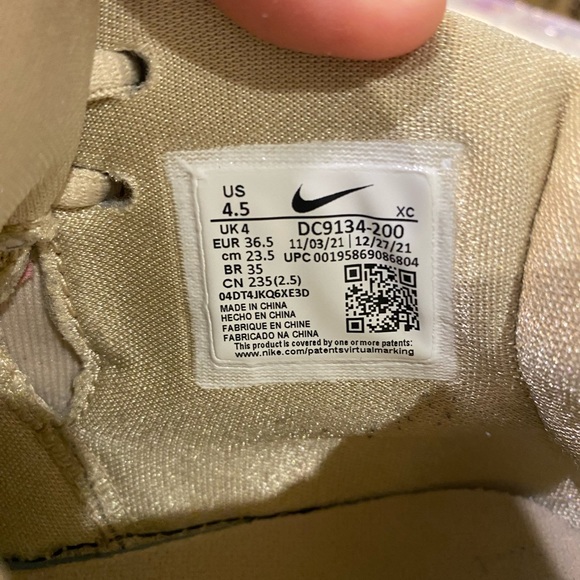 US
4.5
XC
UK 4
DC9134-200
EUR 36.5
11/03/21 | 12/27/21
cm 23.5
UPC 00195869086804
BR 35
CN 235(2.5)
04DT4JKQ6XE3D
MADE IN CHINA
HECHO EN CHINA
FABRIQUE EN CHINE
FABRICADO NA CHINA
This product is covered by one or more patents:
www.nike.com/patentsvirtualmarking